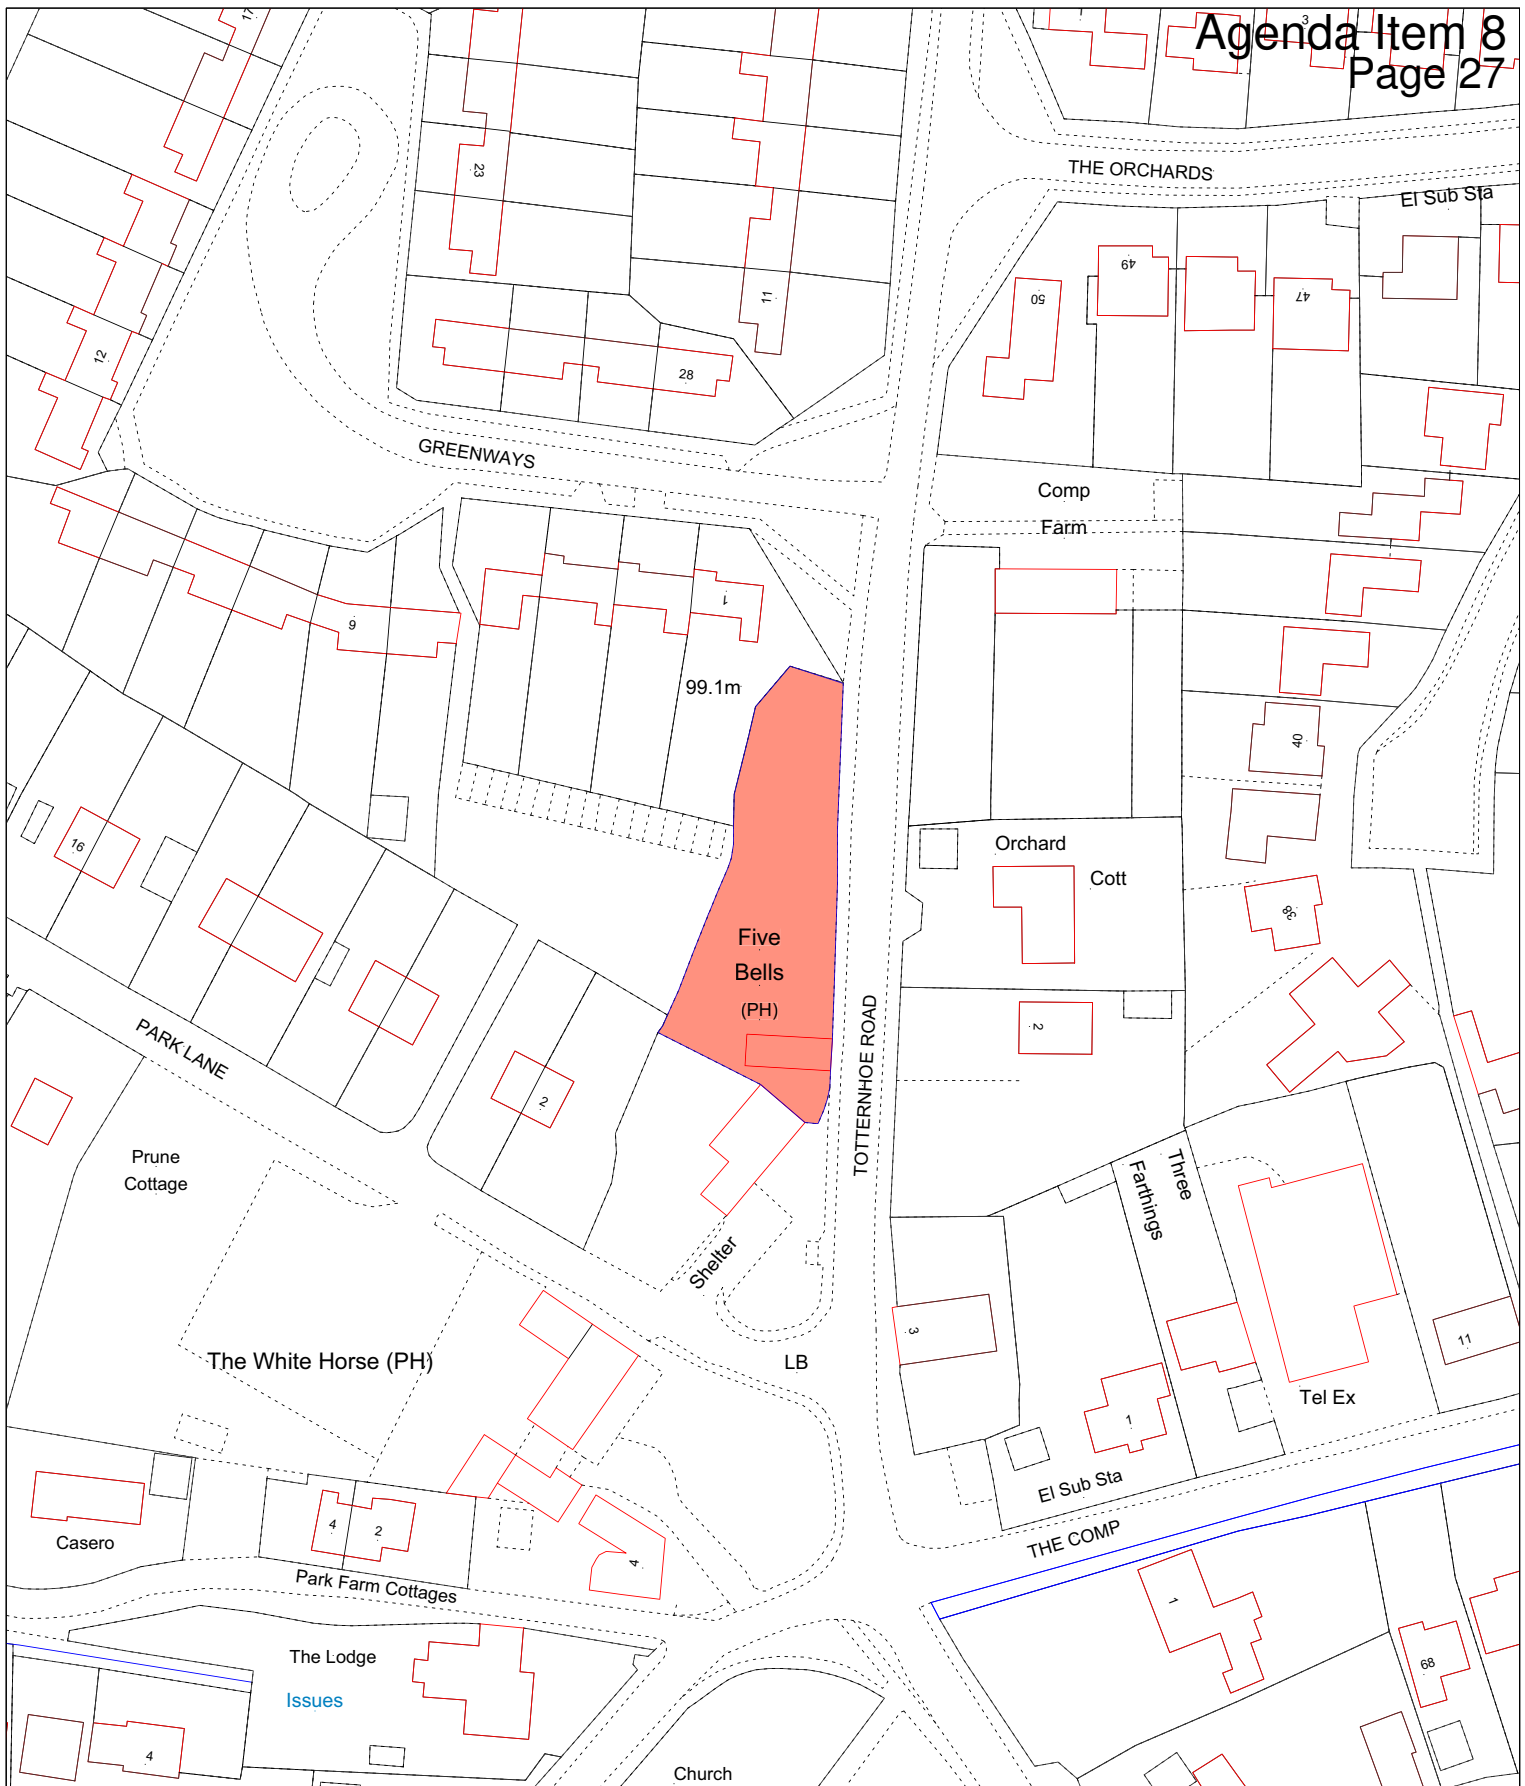 Agenda Item 8
Page 27
17
3
THE ORCHARDS
El Sub Sta
23
49
50
47
11
12
28
GREENWAYS
Comp
Farm
1
9
99.1m
40
16
Orchard
Cott
38
Five
Bells
(PH)
TOTTERNHOE ROAD
2
PARK LANE
2
Prune
Cottage
Three
Farthings
Shelter
3
11
The White Horse (PH)
LB
Tel Ex
1
El Sub Sta
4
2
Casero
THE COMP
4
Park Farm Cottages
1
The Lodge
68
Issues
4
Church